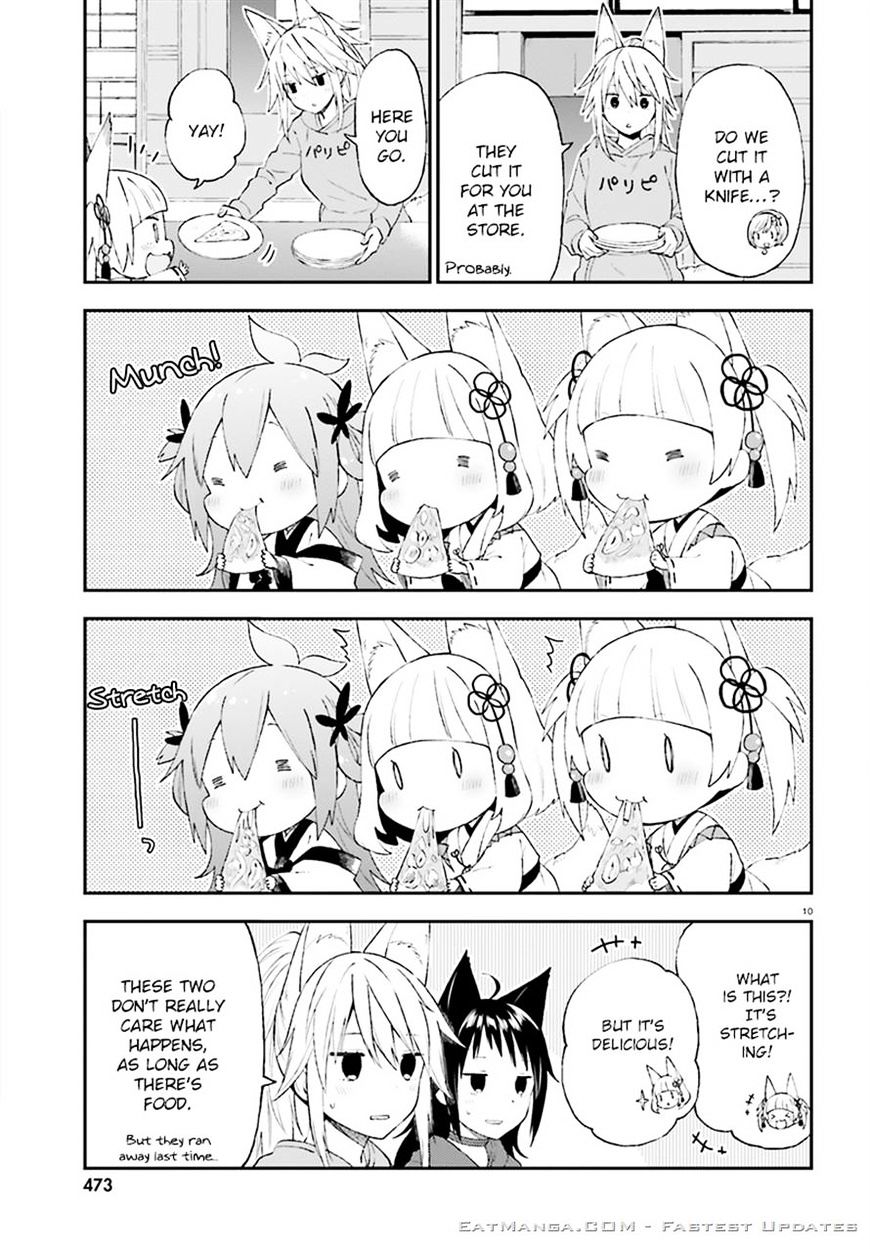 DO WE
CUT IT
WITH A
KNIFE...?
THEY
CUT IT
FOR YOU
AT THE
STORE.
Probably.
パリピ
HERE
YOU
GO.
パリピ
YAY!
Munch!
Stretch
10
WHAT
IS THIS?!
IT'S
STRETCH-
ING!
BUT IT'S
DELICIOUS!
THESE TWO
DON'T REALLY
CARE WHAT
HAPPENS,
AS LONG AS
THERE'S
FOOD.
But they ran
away last time...
473
EatManga.COM - Fastest Updates